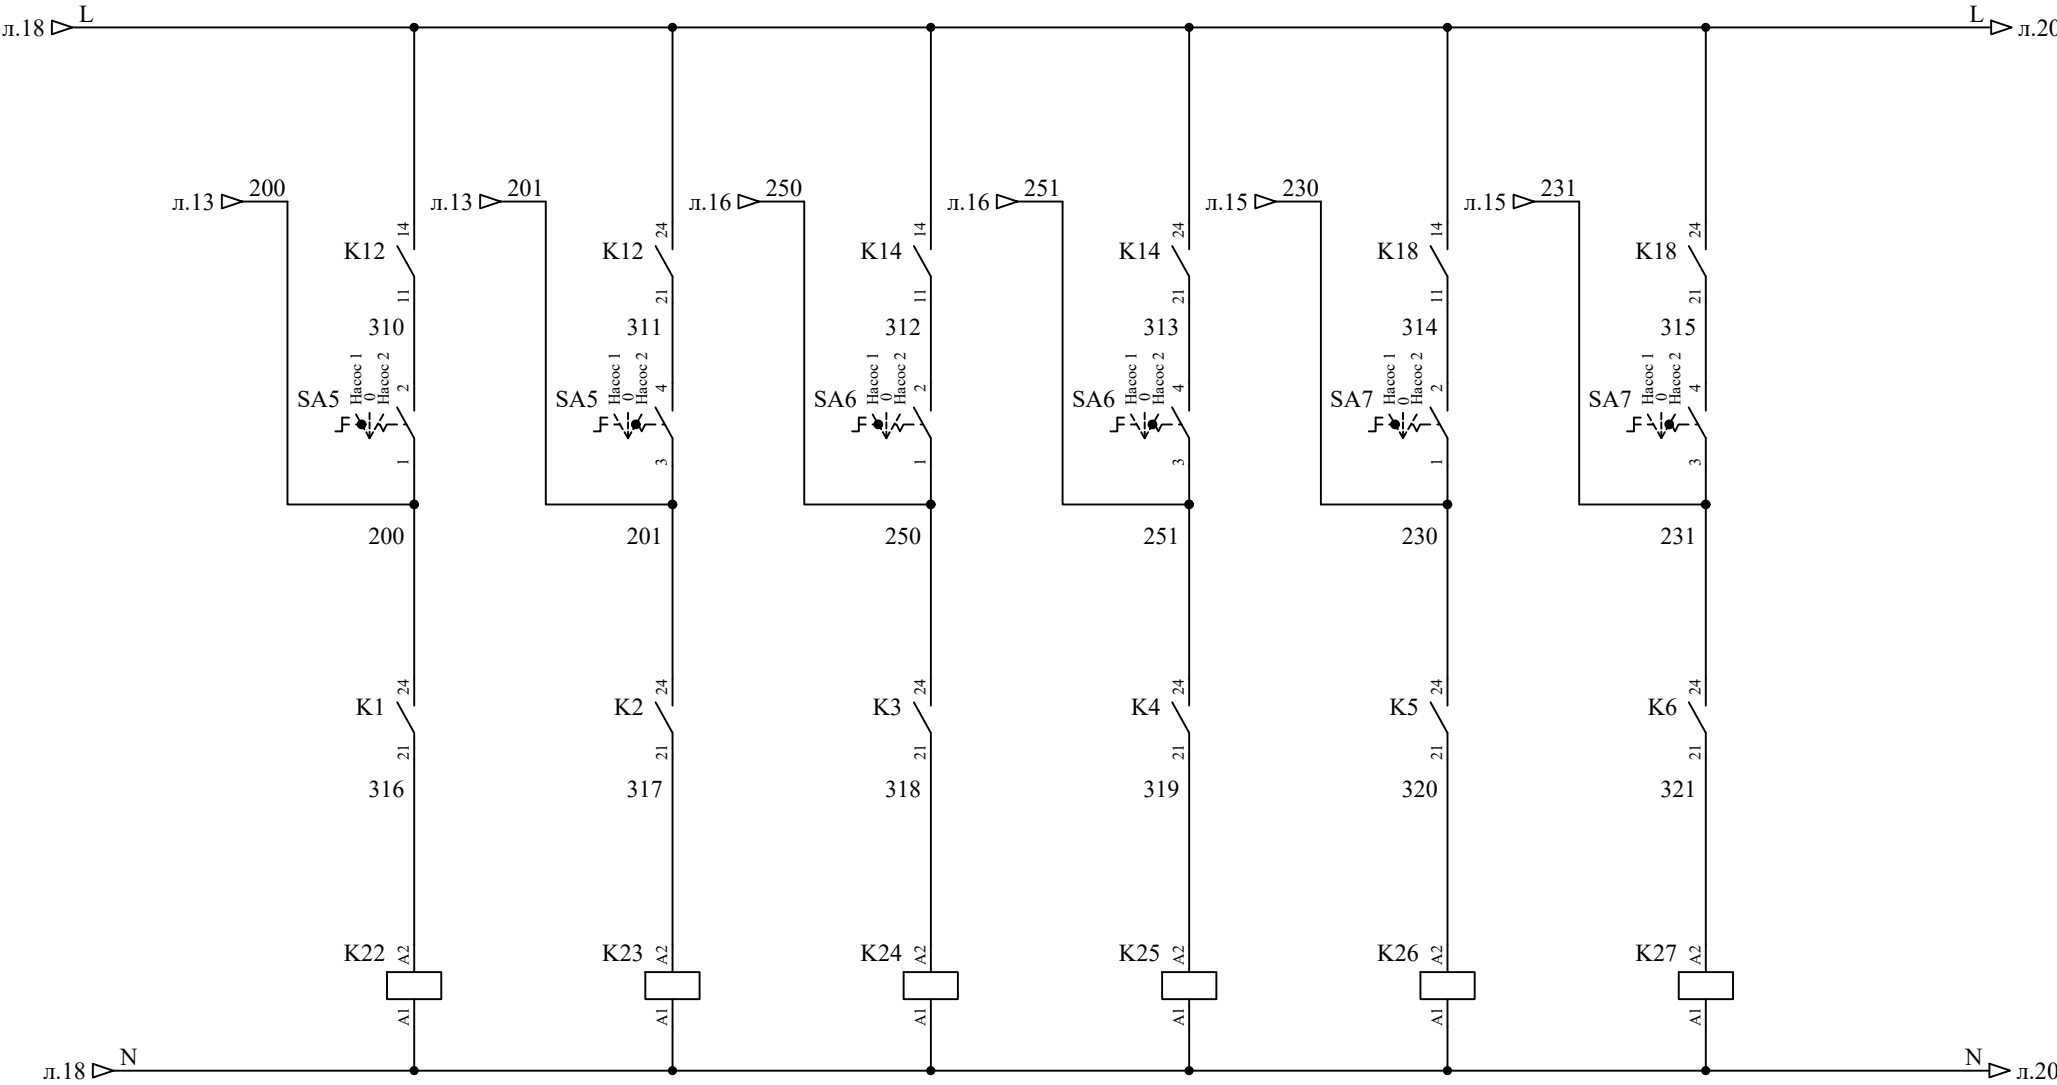 L L
л.18 л.20
200 201 250 251 230 231
л.13 л.13 л.16 л.16 л.15 л.15
14 24 14 24 14 24
K12 K12 K14 K14 K18 K18
11 21 11 21 11 21
310 311 312 313 314 315
Насос 1 0 Насос 2 Насос 1 0 Насос 2 Насос 1 0 Насос 2 Насос 1 0 Насос 2 Насос 1 0 Насос 2 Насос 1 0 Насос 2
2 4 2 4 2 4
SA5 SA5 SA6 SA6 SA7 SA7
1 3 1 3 1 3
200 201 250 251 230 231
24 24 24 24 24 24
K1 K2 K3 K4 K5 K6
21 21 21 21 21 21
316 317 318 319 320 321
K22 A2 K23 A2 K24 A2 K25 A2 K26 A2 K27 A2
A1 A1 A1 A1 A1 A1
N N
л.18 л.20